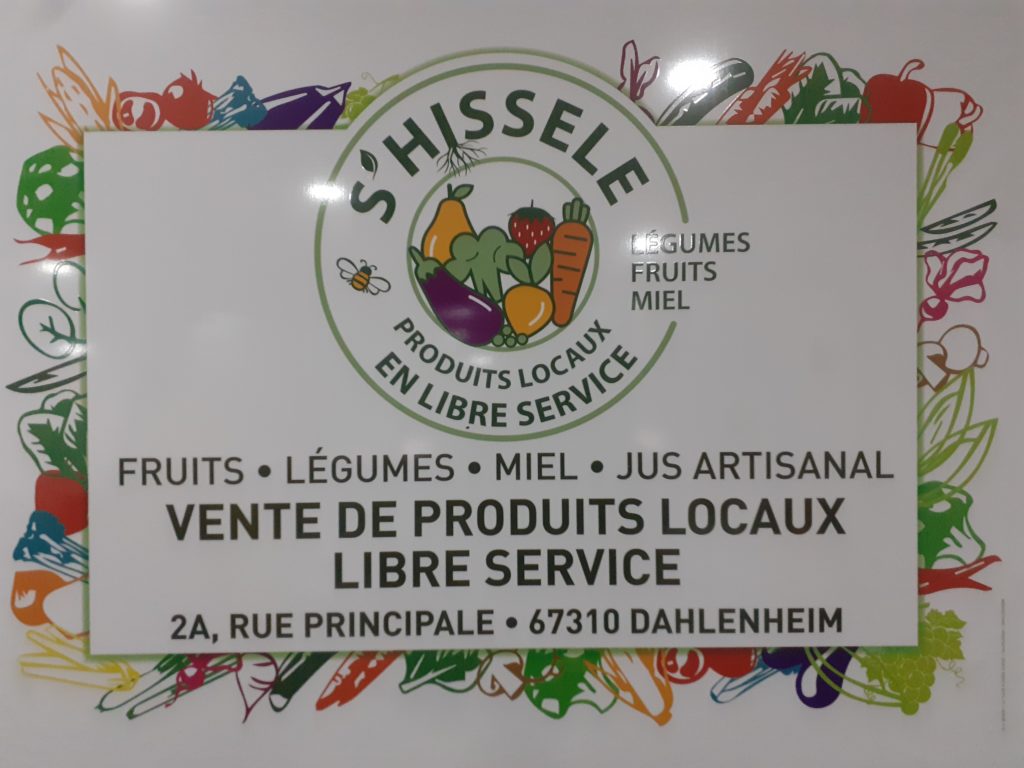 S'HISSELE
PRODUITS LOCAUX
EN LIBRE SERVICE
LÉGUMES
FRUITS
MIEL
FRUITS • LÉGUMES • MIEL • JUS ARTISANAL
VENTE DE PRODUITS LOCAUX
LIBRE SERVICE
2A, RUE PRINCIPALE • 67310 DAHLENHEIM